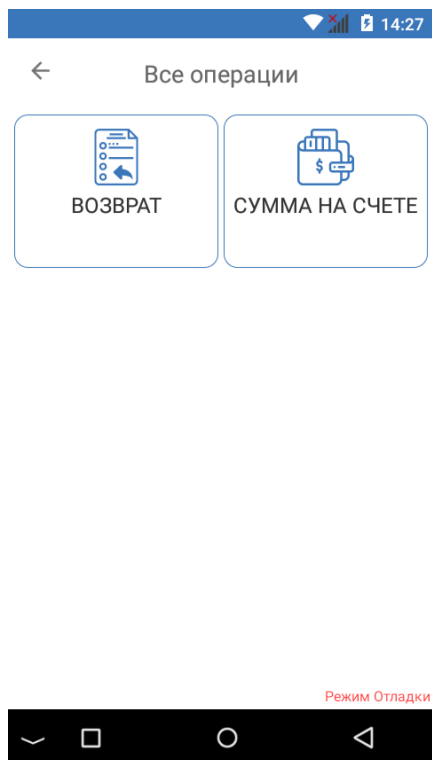 14:27
Все операции
ВОЗВРАТ
$
СУММА НА СЧЕТЕ
Режим Отладки